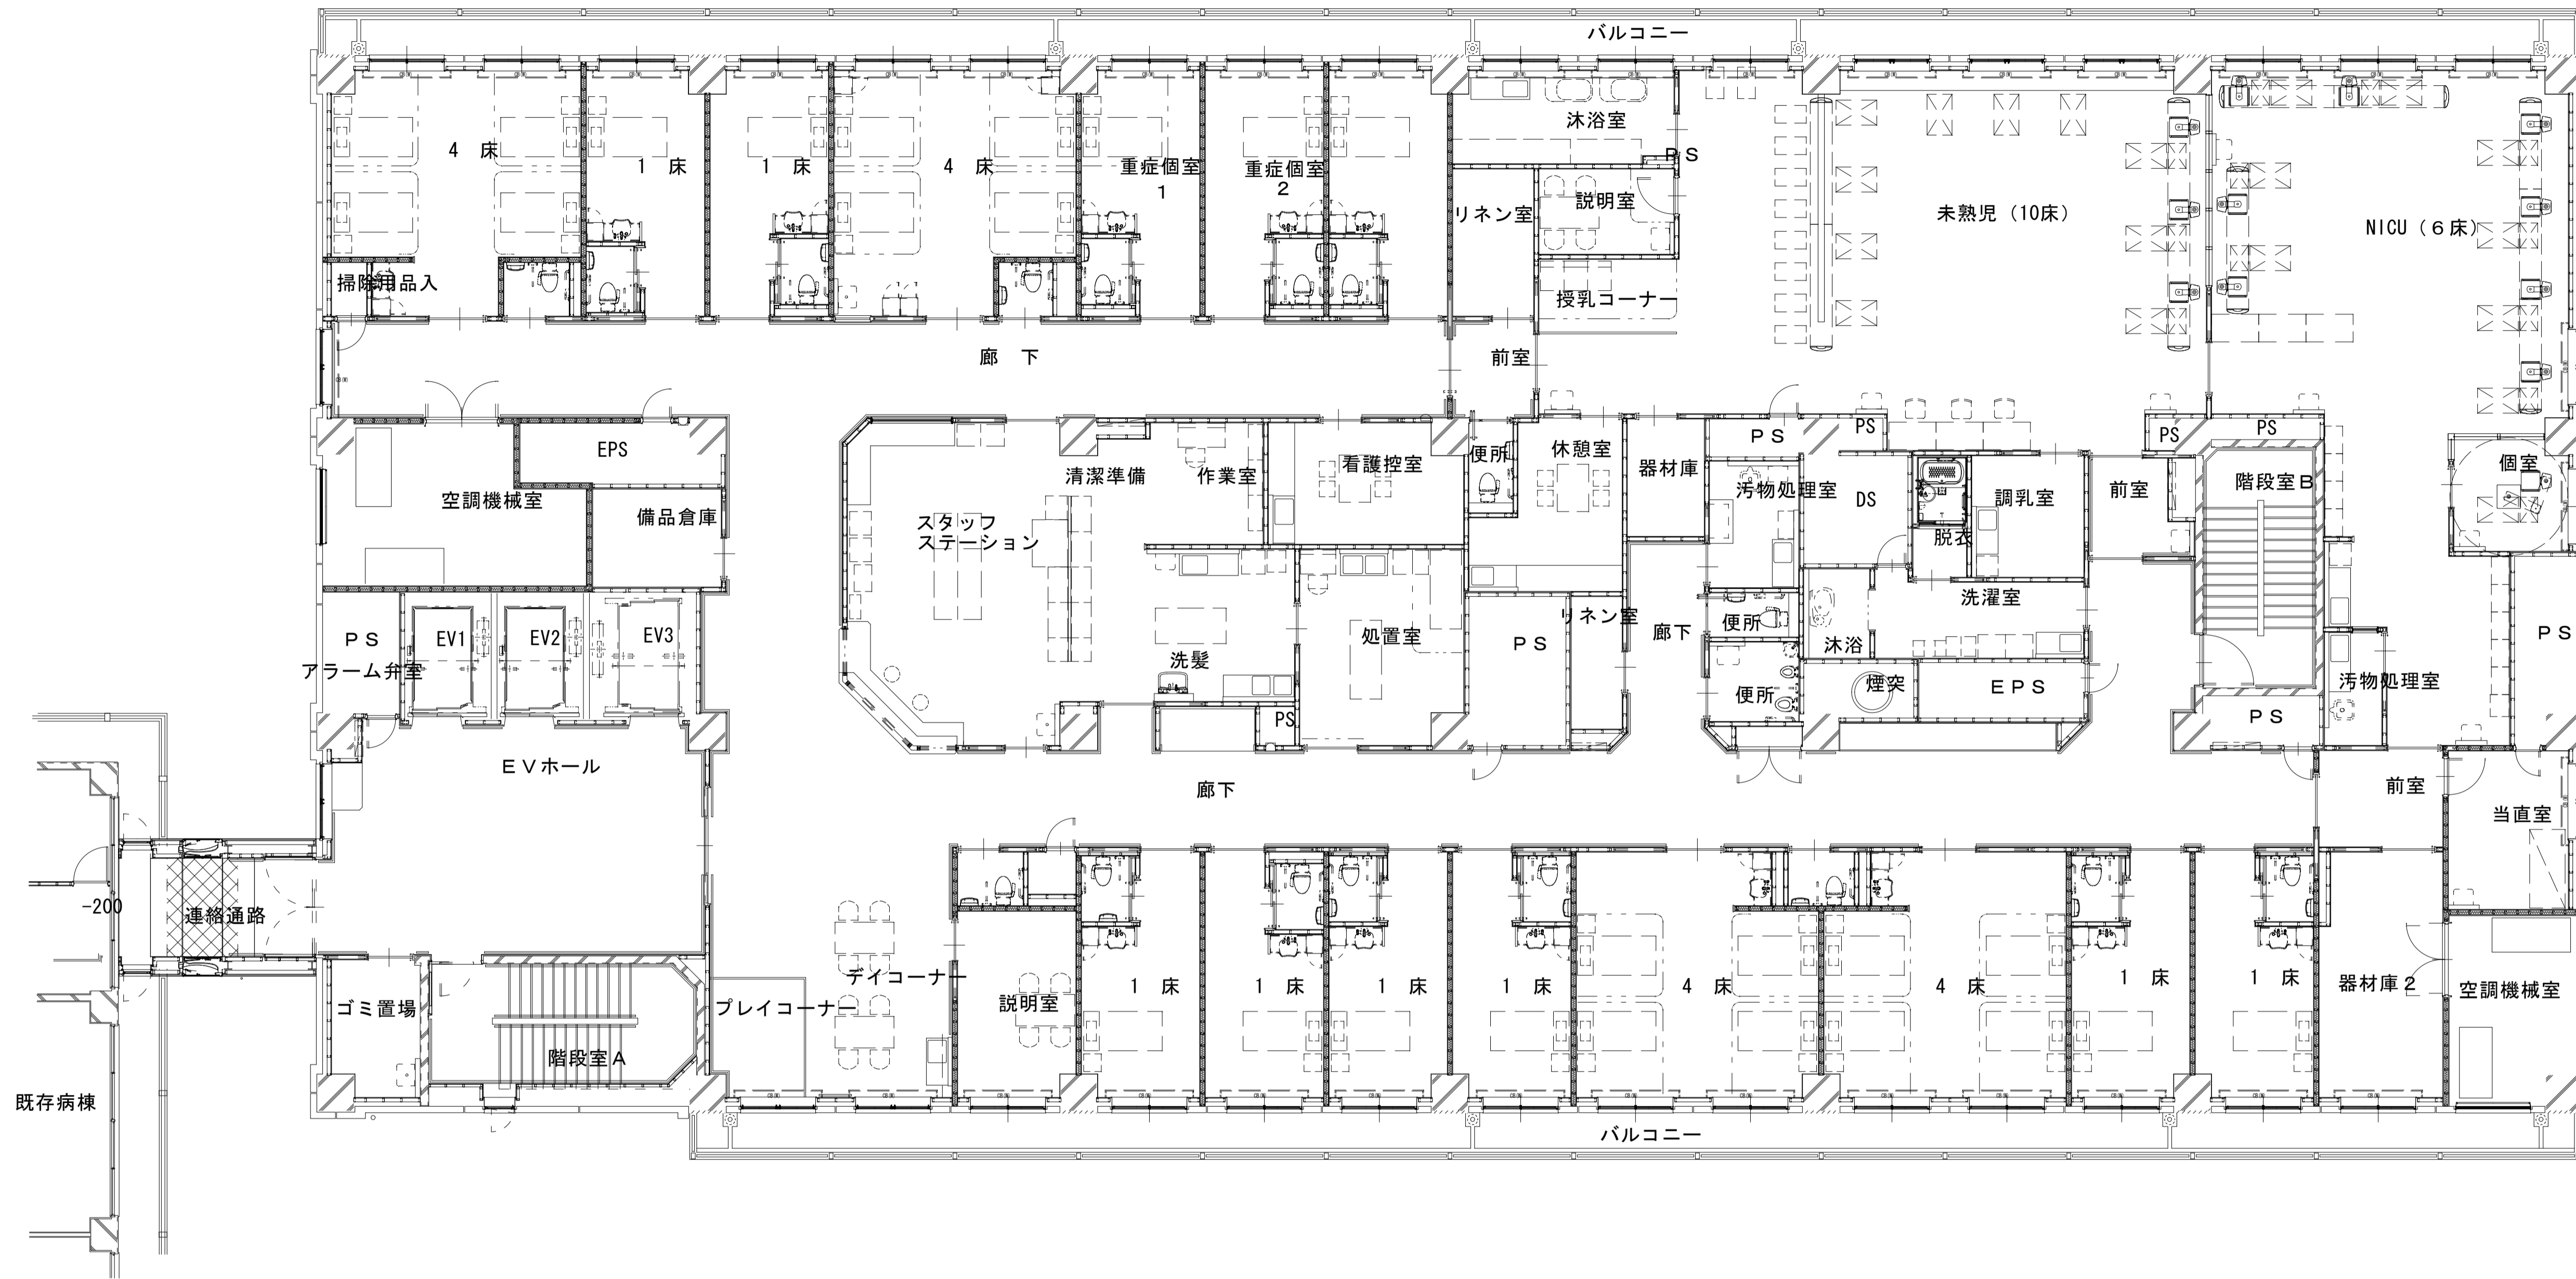 バルコニー
4 床
1 床
1 床
4 床
重症個室
1
重症個室
2
沐浴室
PS
リネン室
説明室
未熟児（10床）
NICU（６床）
掃除用品入
授乳コーナー
廊 下
前室
EPS
空調機械室
備品倉庫
清潔準備
作業室
看護控室
便所
休憩室
器材庫
PS
PS
汚物処理室
DS
脱衣
調乳室
前室
PS
PS
階段室B
個室
スタッフ
ステーション
PS
アラーム弁室
EV1
EV2
EV3
洗髪
処置室
PS
リネン室
廊下
便所
便所
沐浴
洗濯室
煙突
EPS
汚物処理室
PS
PS
PS
EVホール
廊下
前室
当直室
-200
連絡通路
デイコーナー
プレイコーナー
説明室
1 床
1 床
1 床
1 床
4 床
4 床
1 床
1 床
器材庫2
空調機械室
ゴミ置場
階段室A
既存病棟
バルコニー